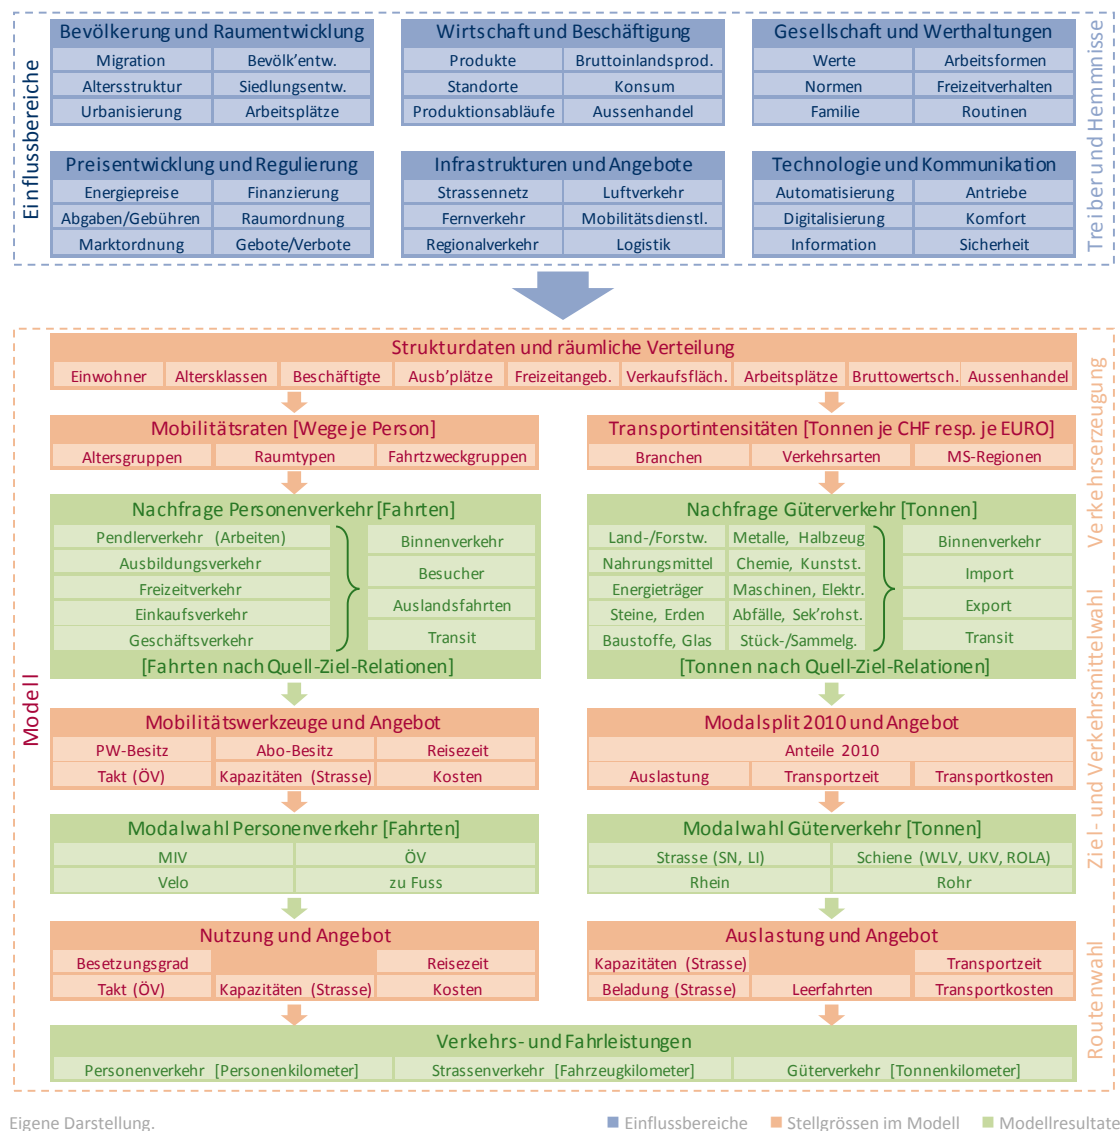 Einflussbereiche
Treiber und Hemmnisse
Bevölkerung und Raumentwicklung
Migration Bevölk'entw.
Altersstruktur Siedlungsentw.
Urbanisierung Arbeitsplätze
Wirtschaft und Beschäftigung
Produkte Bruttoinlandsprod.
Standorte Konsum
Produktionsabläufe Aussenhandel
Gesellschaft und Werthaltungen
Werte Arbeitsformen
Normen Freizeitverhalten
Familie Routinen
Preisentwicklung und Regulierung
Energiepreise Finanzierung
Abgaben/Gebühren Raumordnung
Marktordnung Gebote/Verbote
Infrastrukturen und Angebote
Strassennetz Luftverkehr
Fernverkehr Mobilitätsdienstl.
Regionalverkehr Logistik
Technologie und Kommunikation
Automatisierung Antriebe
Digitalisierung Komfort
Information Sicherheit
Modell
Verkehrserzeugung
Ziel- und Verkehrsmittelwahl
Routenwahl
Strukturdaten und räumliche Verteilung
Einwohner Altersklassen Beschäftigte Ausb'plätze Freizeitangeb. Verkaufsfläch. Arbeitsplätze Bruttowertsch. Aussenhandel
Mobilitätsraten [Wege je Person]
Altersgruppen Raumtypen Fahrtzweckgruppen
Transportintensitäten [Tonnen je CHF resp. je EURO]
Branchen Verkehrsarten MS-Regionen
Nachfrage Personenverkehr [Fahrten]
Pendlerverkehr (Arbeiten)
Ausbildungsverkehr
Freizeitverkehr
Einkaufsverkehr
Geschäftsverkehr
Binnenverkehr
Besucher
Auslandsfahrten
Transit
[Fahrten nach Quell-Ziel-Relationen]
Nachfrage Güterverkehr [Tonnen]
Land-/Forstw. Metalle, Halbzeug
Nahrungsmittel Chemie, Kunstst.
Energieträger Maschinen, Elektr.
Steine, Erden Abfälle, Sek'rohst.
Baustoffe, Glas Stück-/Sammelg.
Binnenverkehr
Import
Export
Transit
[Tonnen nach Quell-Ziel-Relationen]
Mobilitätswerkzeuge und Angebot
PW-Besitz Abo-Besitz Reisezeit
Takt (ÖV) Kapazitäten (Strasse) Kosten
Modalsplit 2010 und Angebot
Anteile 2010
Auslastung Transportzeit Transportkosten
Modalwahl Personenverkehr [Fahrten]
MIV ÖV
Velo zu Fuss
Modalwahl Güterverkehr [Tonnen]
Strasse (SN, LI) Schiene (WLV, UKV, ROLA)
Rhein Rohr
Nutzung und Angebot
Besetzungsgrad Reisezeit
Takt (ÖV) Kapazitäten (Strasse) Kosten
Auslastung und Angebot
Kapazitäten (Strasse) Transportzeit
Beladung (Strasse) Leerfahrten Transportkosten
Verkehrs- und Fahrleistungen
Personenverkehr [Personenkilometer] Strassenverkehr [Fahrzeugkilometer] Güterverkehr [Tonnenkilometer]
Eigene Darstellung. Einflussbereiche Stellgrössen im Modell Modellresultate